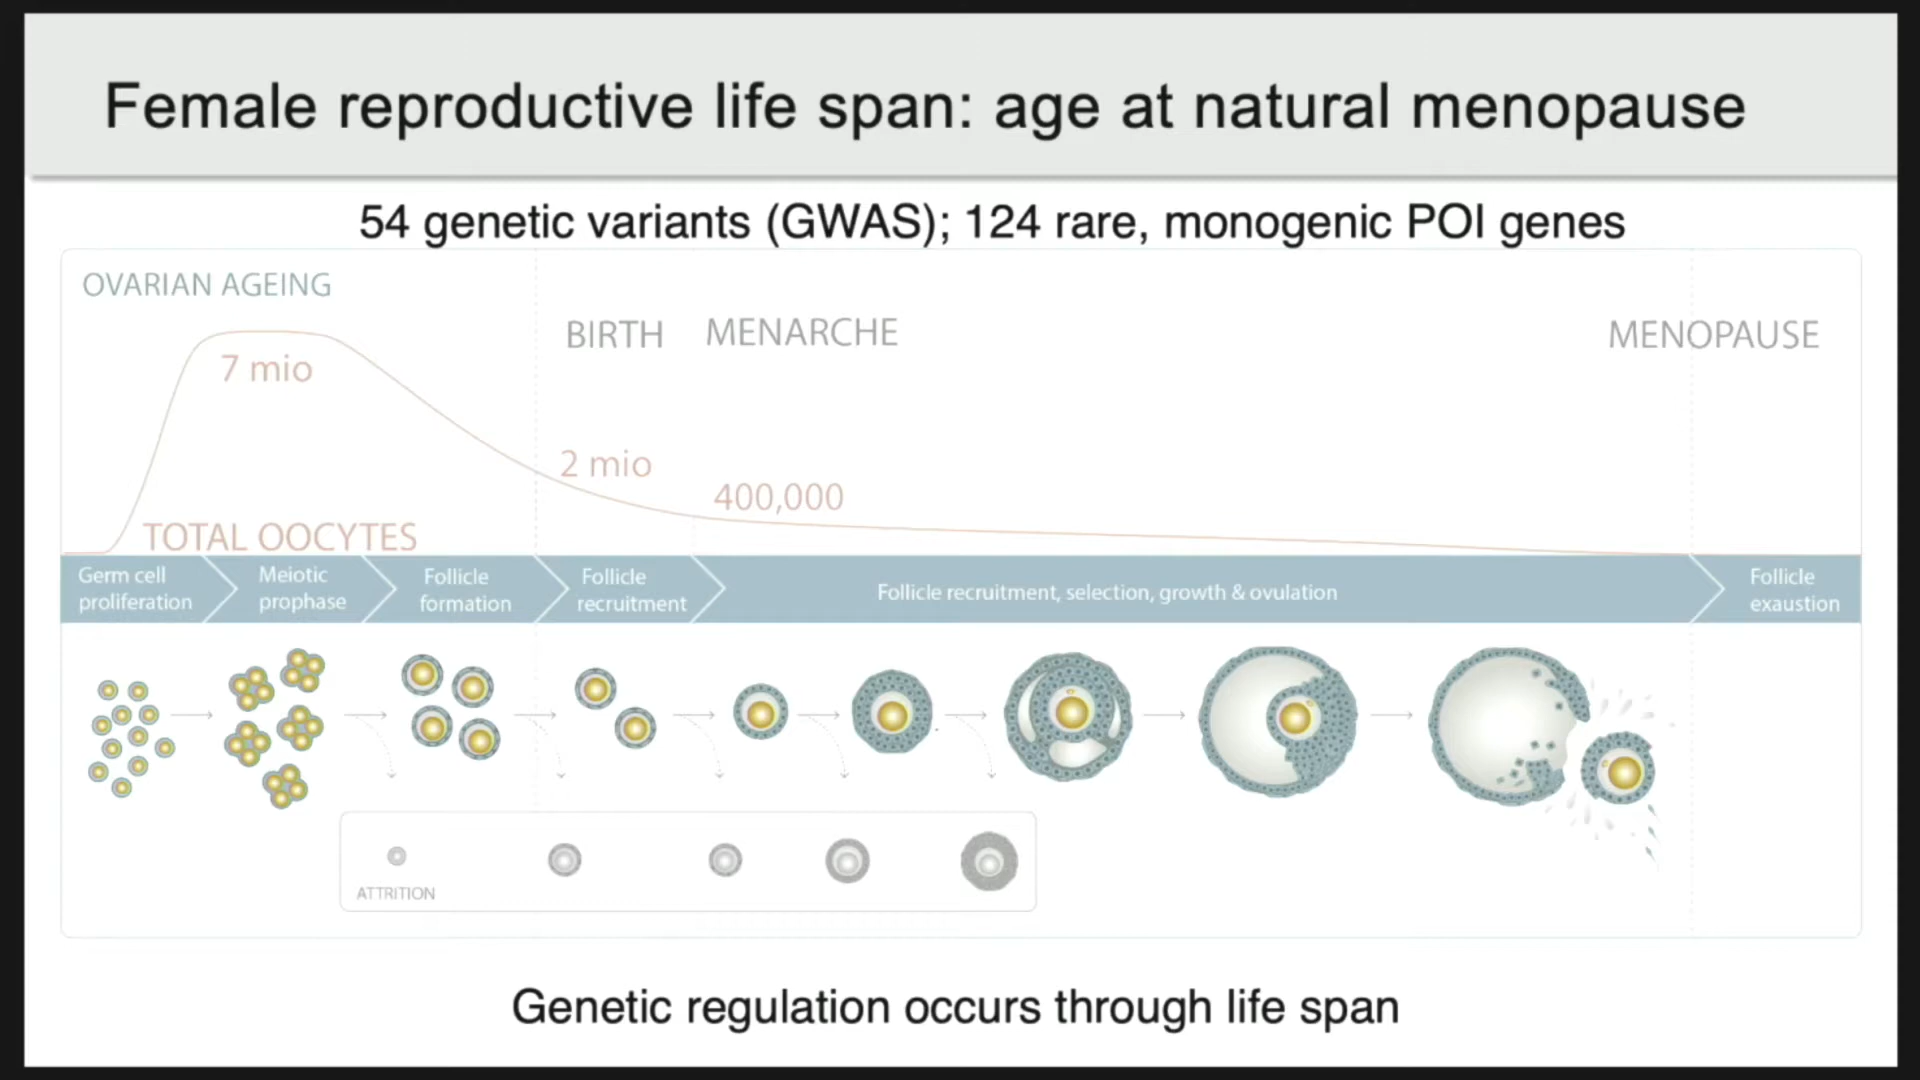 Female reproductive life span: age at natural menopause
54 genetic variants (GWAS); 124 rare, monogenic POI genes
OVARIAN AGEING
BIRTH
MENARCHE
MENOPAUSE
7 mio
2 mio
400,000
TOTAL OOCYTES
Germ cell
proliferation
Meiotic
prophase
Follicle
formation
Follicle
recruitment
Follicle recruitment, selection, growth & ovulation
Follicle
exaustion
ATTRITION
Genetic regulation occurs through life span